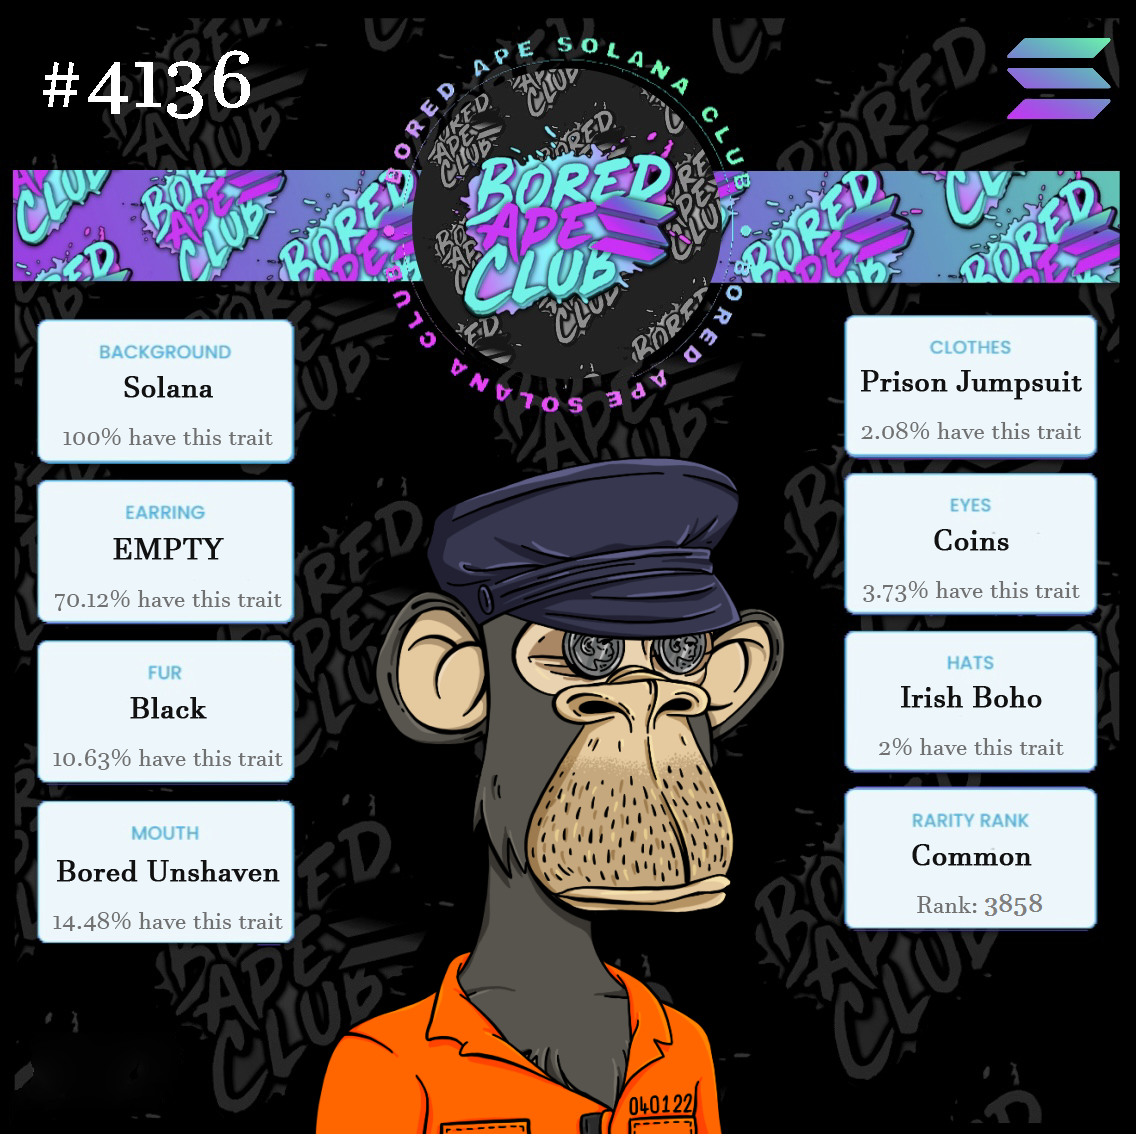 #4136
BORED APE SOLANA CLUB
BORED APE SOLANA CLUB
BORED
APE
CLUB
BACKGROUND
Solana
100% have this trait
EARRING
EMPTY
70.12% have this trait
FUR
Black
10.63% have this trait
MOUTH
Bored Unshaven
14.48% have this trait
CLOTHES
Prison Jumpsuit
2.08% have this trait
EYES
Coins
3.73% have this trait
HATS
Irish Boho
2% have this trait
RARITY RANK
Common
Rank: 3858
040122